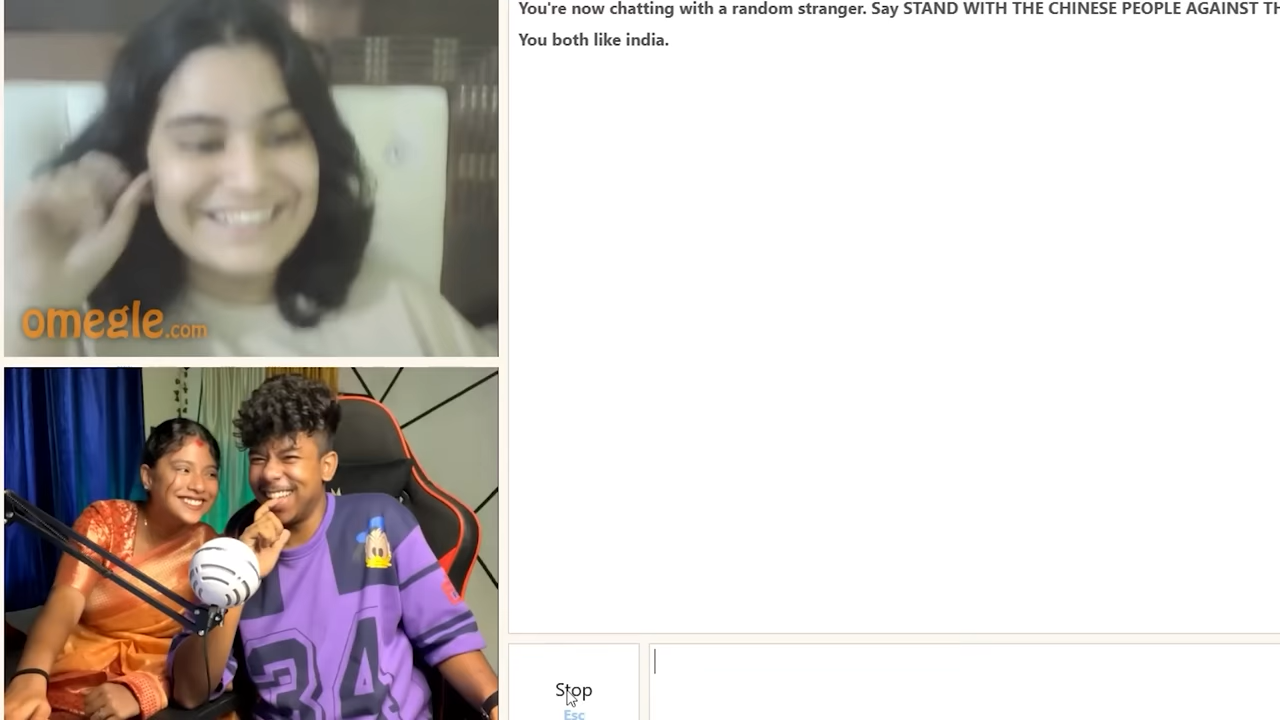 You're now chatting with a random stranger. Say STAND WITH THE CHINESE PEOPLE AGAINST
You both like india.
omegle.com
34
Stop
Esc